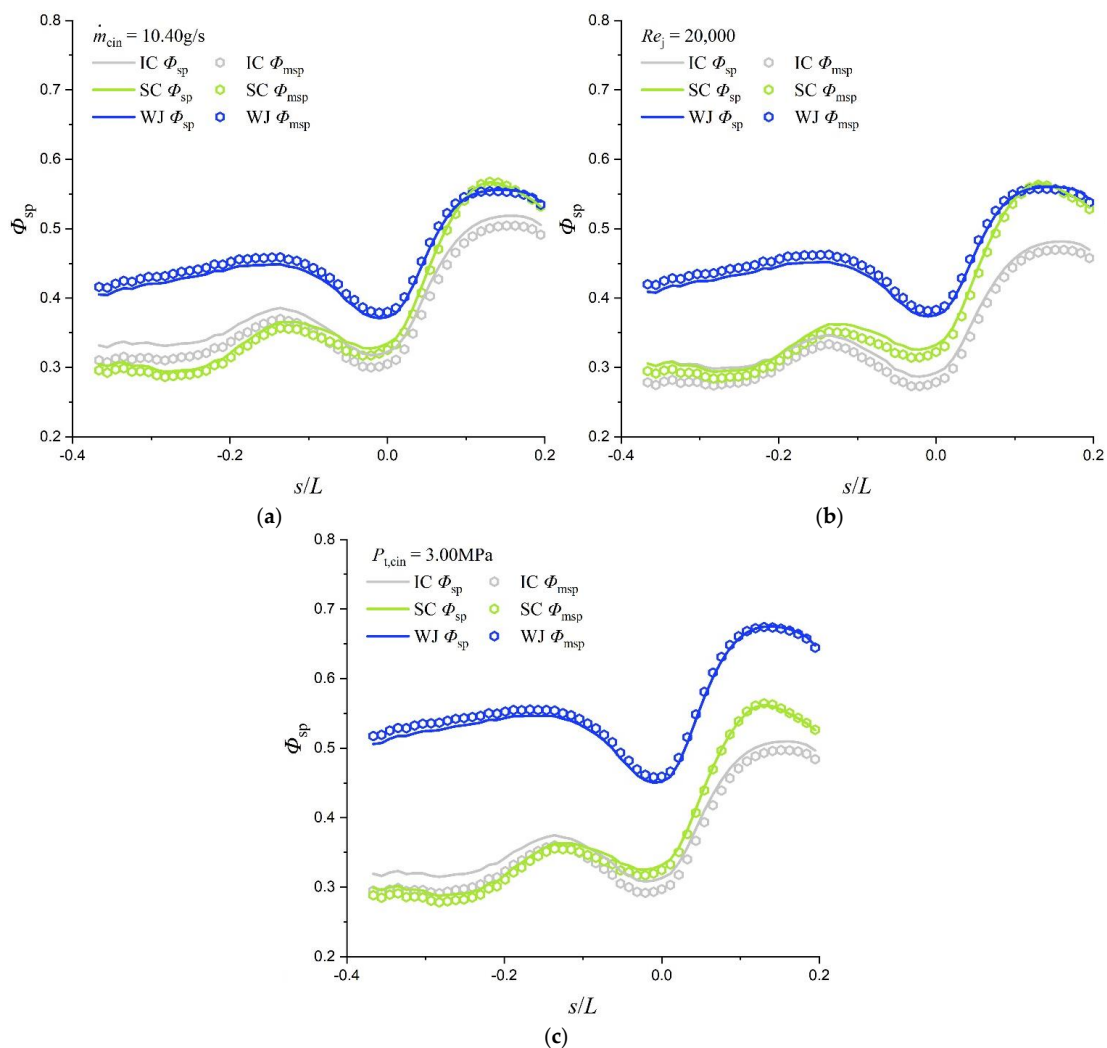 ṁcin = 10.40g/s
IC Φsp IC Φmsp
SC Φsp SC Φmsp
WJ Φsp WJ Φmsp
0.8
0.7
0.6
0.5
0.4
0.3
0.2
Φsp
-0.4 -0.2 0.0 0.2
s/L
(a)
Rej = 20,000
IC Φsp IC Φmsp
SC Φsp SC Φmsp
WJ Φsp WJ Φmsp
0.8
0.7
0.6
0.5
0.4
0.3
0.2
Φsp
-0.4 -0.2 0.0 0.2
s/L
(b)
Pt,cin = 3.00MPa
IC Φsp IC Φmsp
SC Φsp SC Φmsp
WJ Φsp WJ Φmsp
0.8
0.7
0.6
0.5
0.4
0.3
0.2
Φsp
-0.4 -0.2 0.0 0.2
s/L
(c)